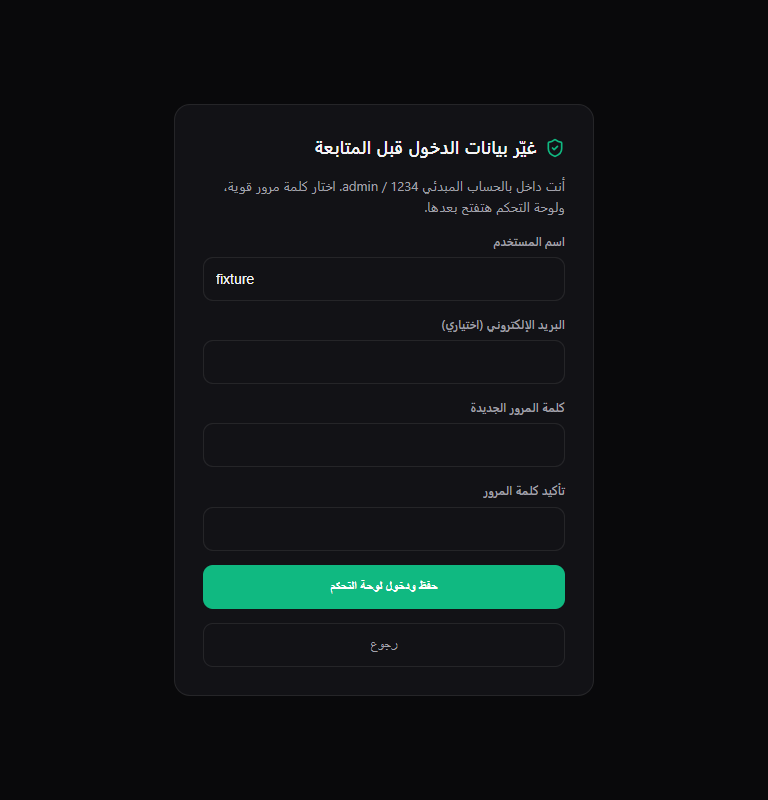 غيّر بيانات الدخول قبل المتابعة
أنت داخل بالحساب المبدئي admin / 1234. اختار كلمة مرور قوية،
ولوحة التحكم هتفتح بعدها.
اسم المستخدم
fixture
البريد الإلكتروني (اختياري)
كلمة المرور الجديدة
تأكيد كلمة المرور
حفظ ودخول لوحة التحكم
رجوع